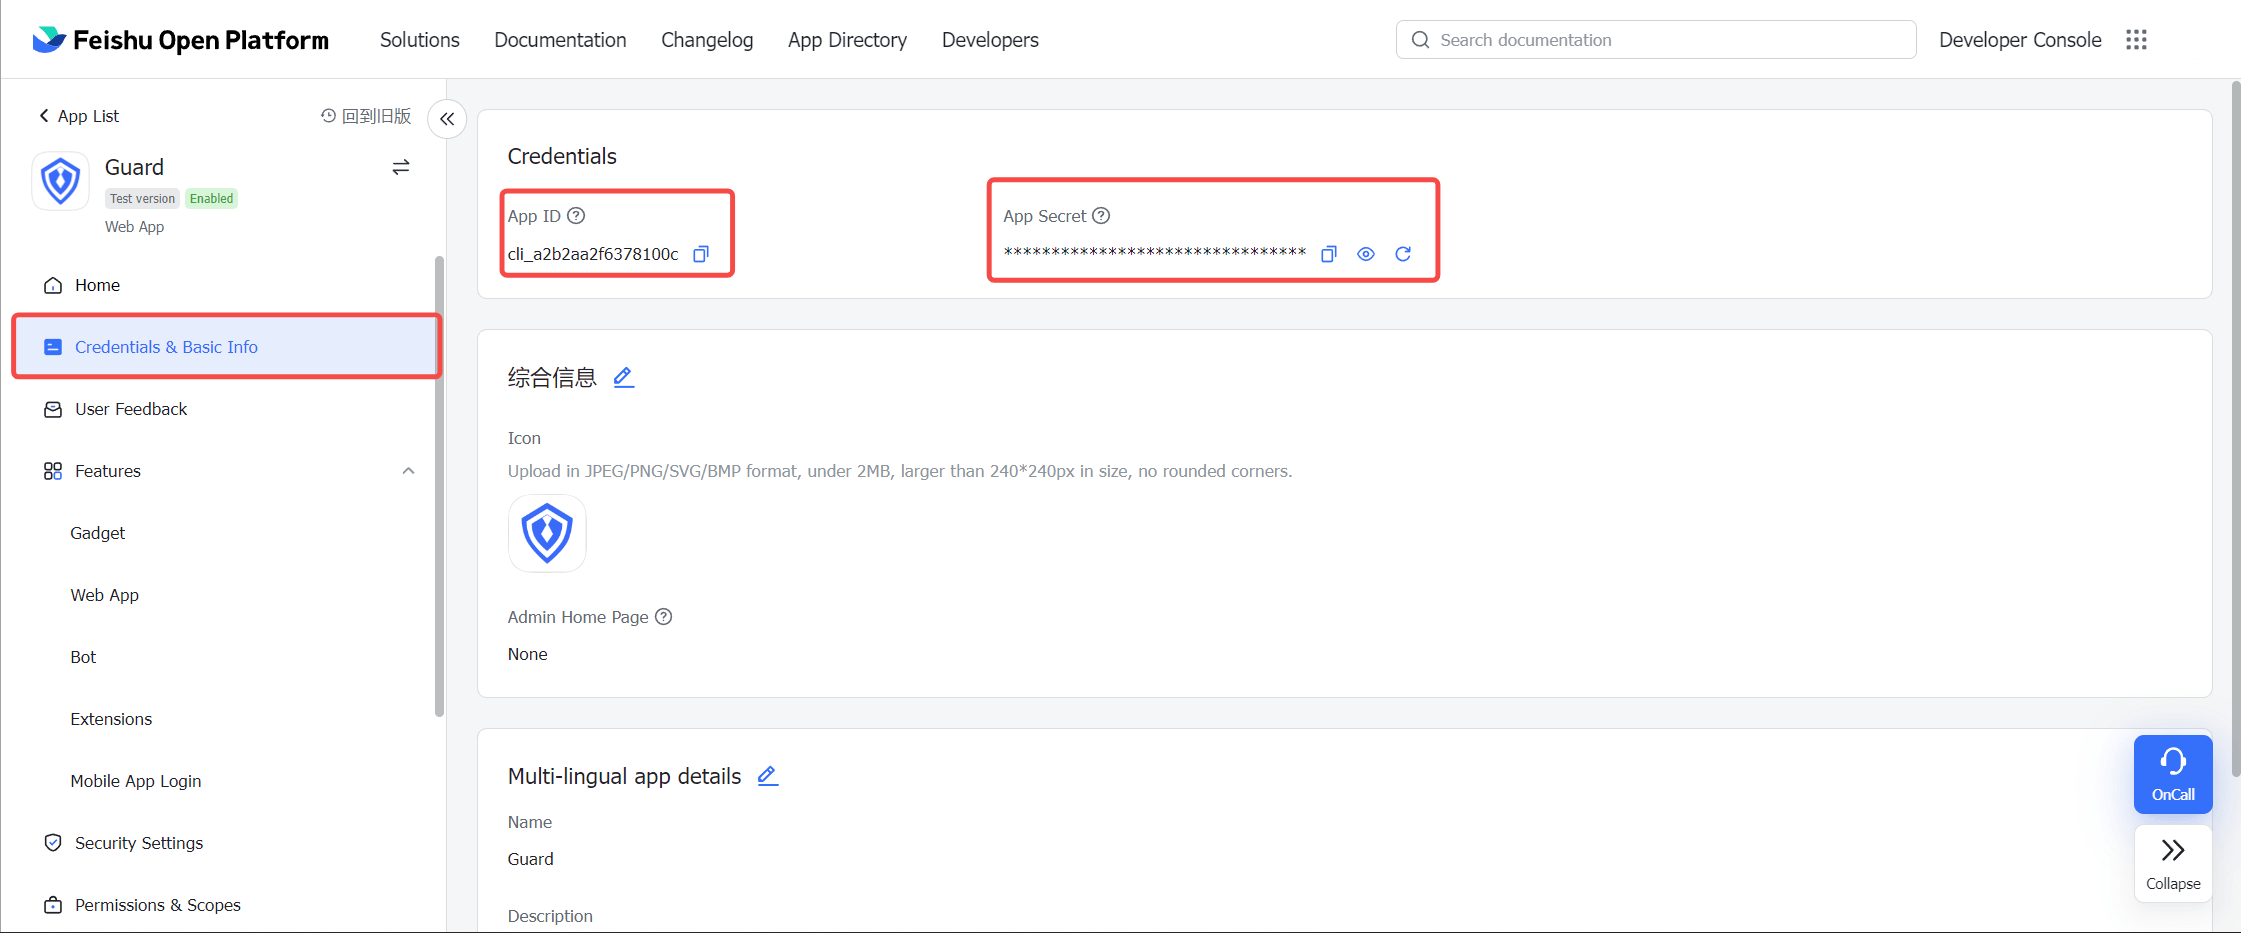 Feishu Open Platform
Solutions
Documentation
Changelog
App Directory
Developers
Search documentation
Developer Console
App List
回到旧版
Guard
Test version
Enabled
Web App
Home
Credentials & Basic Info
User Feedback
Features
Gadget
Web App
Bot
Extensions
Mobile App Login
Security Settings
Permissions & Scopes
Credentials
App ID
cli_a2b2aa2f6378100c
App Secret
********************************
综合信息
Icon
Upload in JPEG/PNG/SVG/BMP format, under 2MB, larger than 240*240px in size, no rounded corners.
Admin Home Page
None
Multi-lingual app details
Name
Guard
Description
OnCall
Collapse